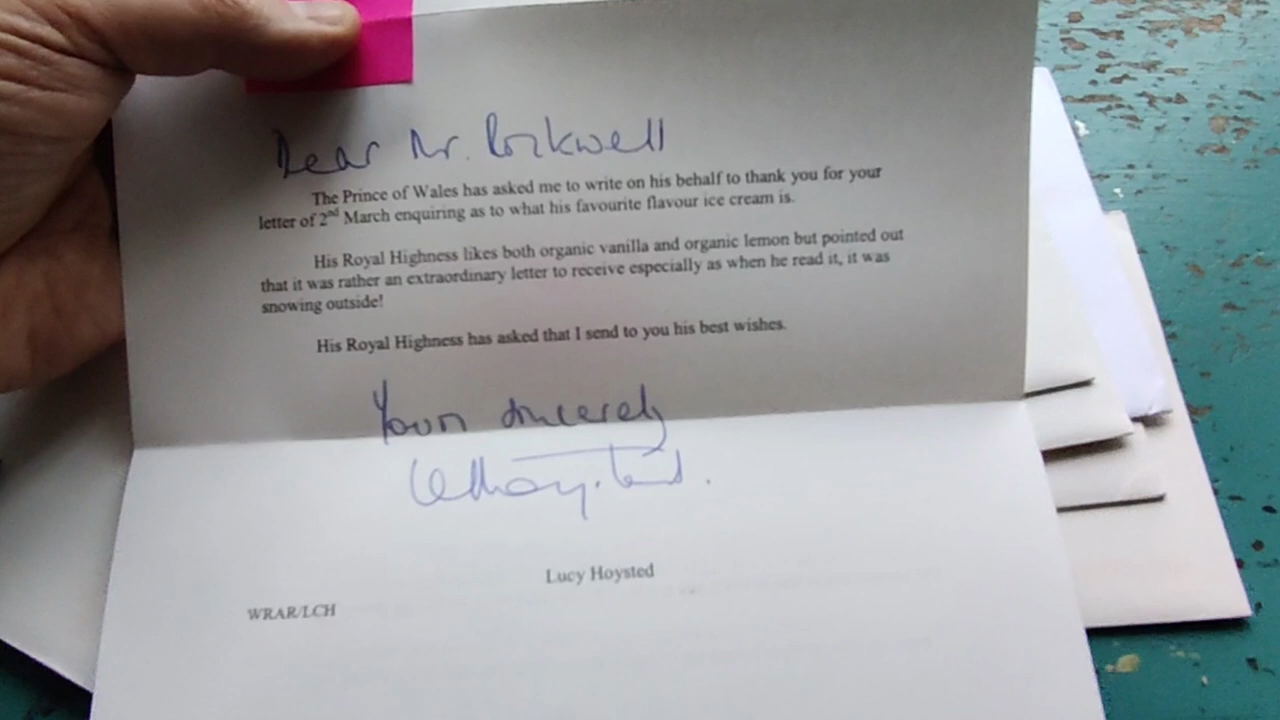 Dear Mr. Rockwell
The Prince of Wales has asked me to write on his behalf to thank you for your
letter of 2nd March enquiring as to what his favourite flavour ice cream is.
His Royal Highness likes both organic vanilla and organic lemon but pointed out
that it was rather an extraordinary letter to receive especially as when he read it, it was
snowing outside!
His Royal Highness has asked that I send to you his best wishes.
Yours sincerely
Lucy Hoysted
WRAR/LCH